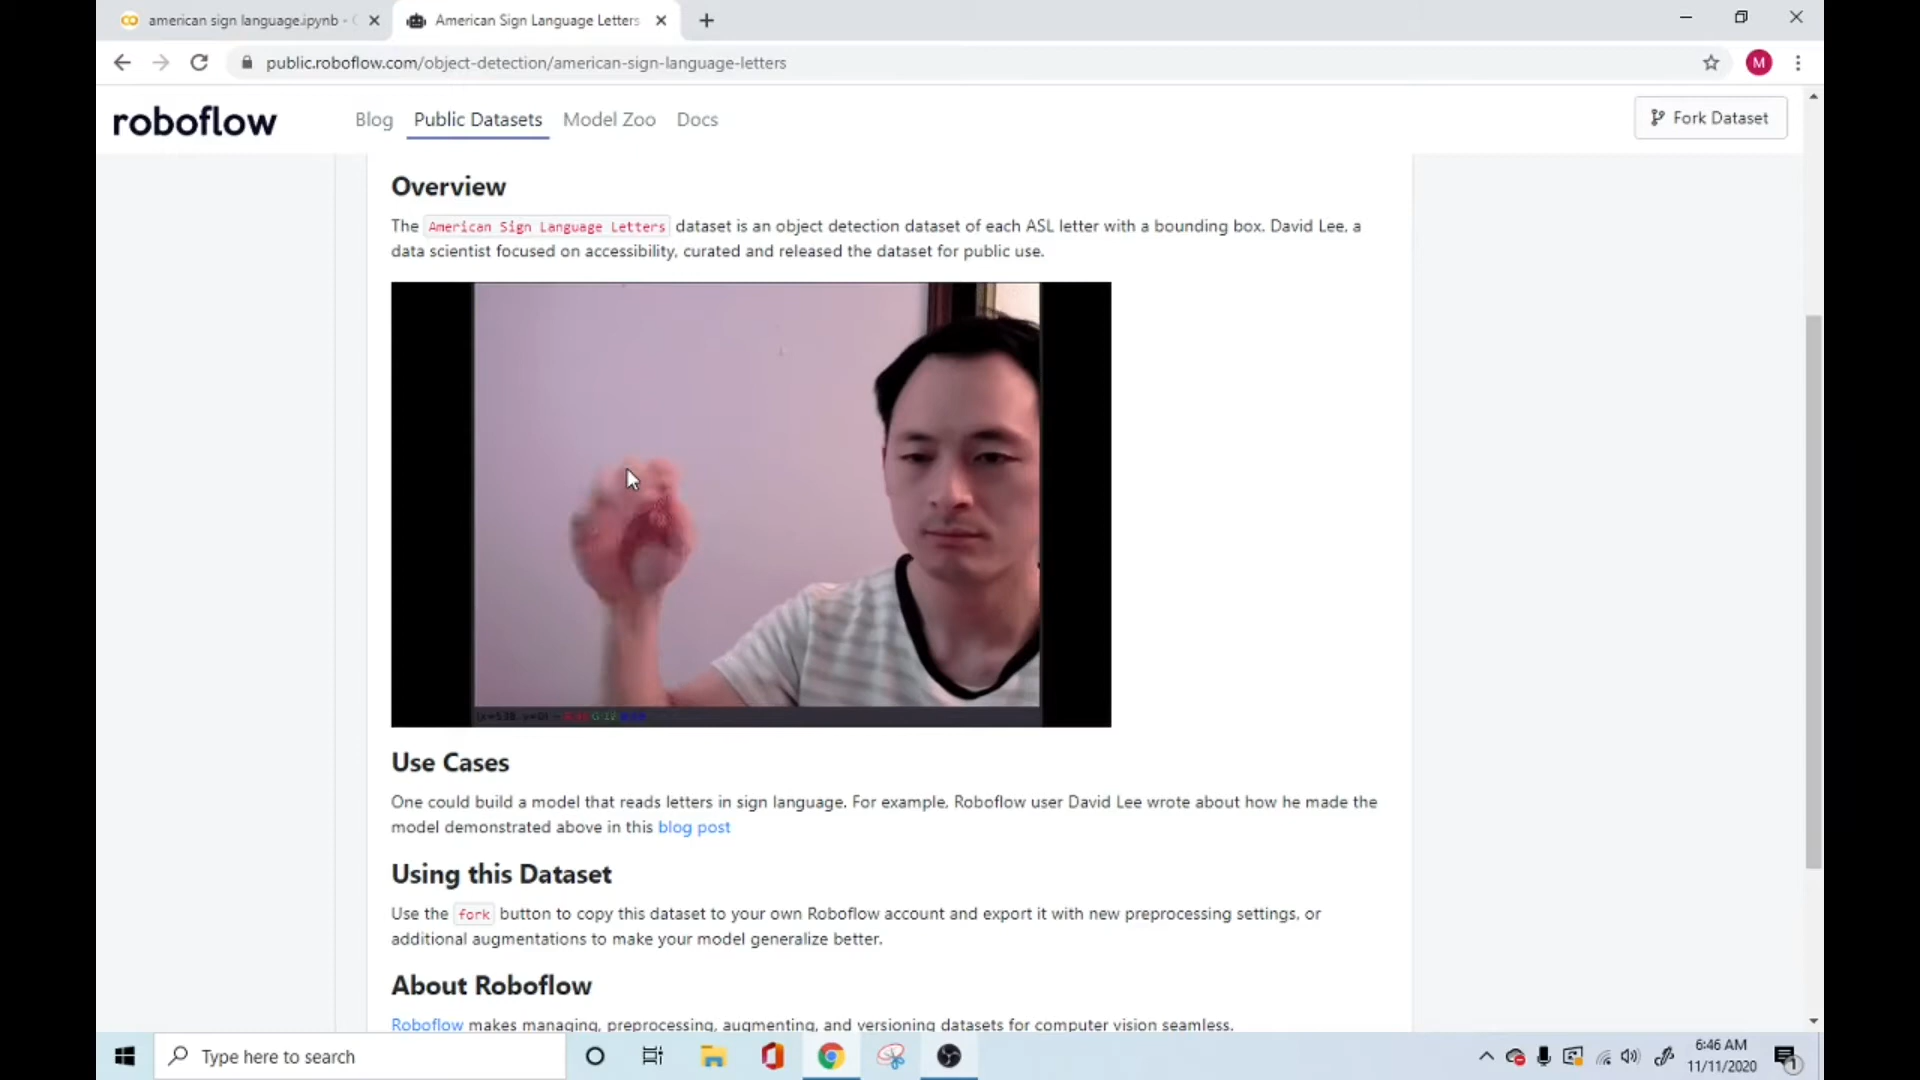 american sign language.ipynb -
American Sign Language Letters
public.roboflow.com/object-detection/american-sign-language-letters
M
roboflow
Blog
Public Datasets
Model Zoo
Docs
Fork Dataset
Overview
The American Sign Language Letters dataset is an object detection dataset of each ASL letter with a bounding box. David Lee, a
data scientist focused on accessibility, curated and released the dataset for public use.
Use Cases
One could build a model that reads letters in sign language. For example, Roboflow user David Lee wrote about how he made the
model demonstrated above in this blog post
Using this Dataset
Use the fork button to copy this dataset to your own Roboflow account and export it with new preprocessing settings, or
additional augmentations to make your model generalize better.
About Roboflow
Roboflow makes managing, preprocessing, augmenting, and versioning datasets for computer vision seamless.
Type here to search
6:46 AM
11/11/2020
1